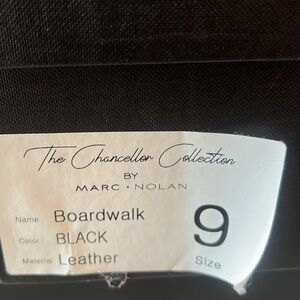 The Chancellor Collection
BY
MARC · NOLAN
Name Boardwalk
Color BLACK
Material Leather
9
Size